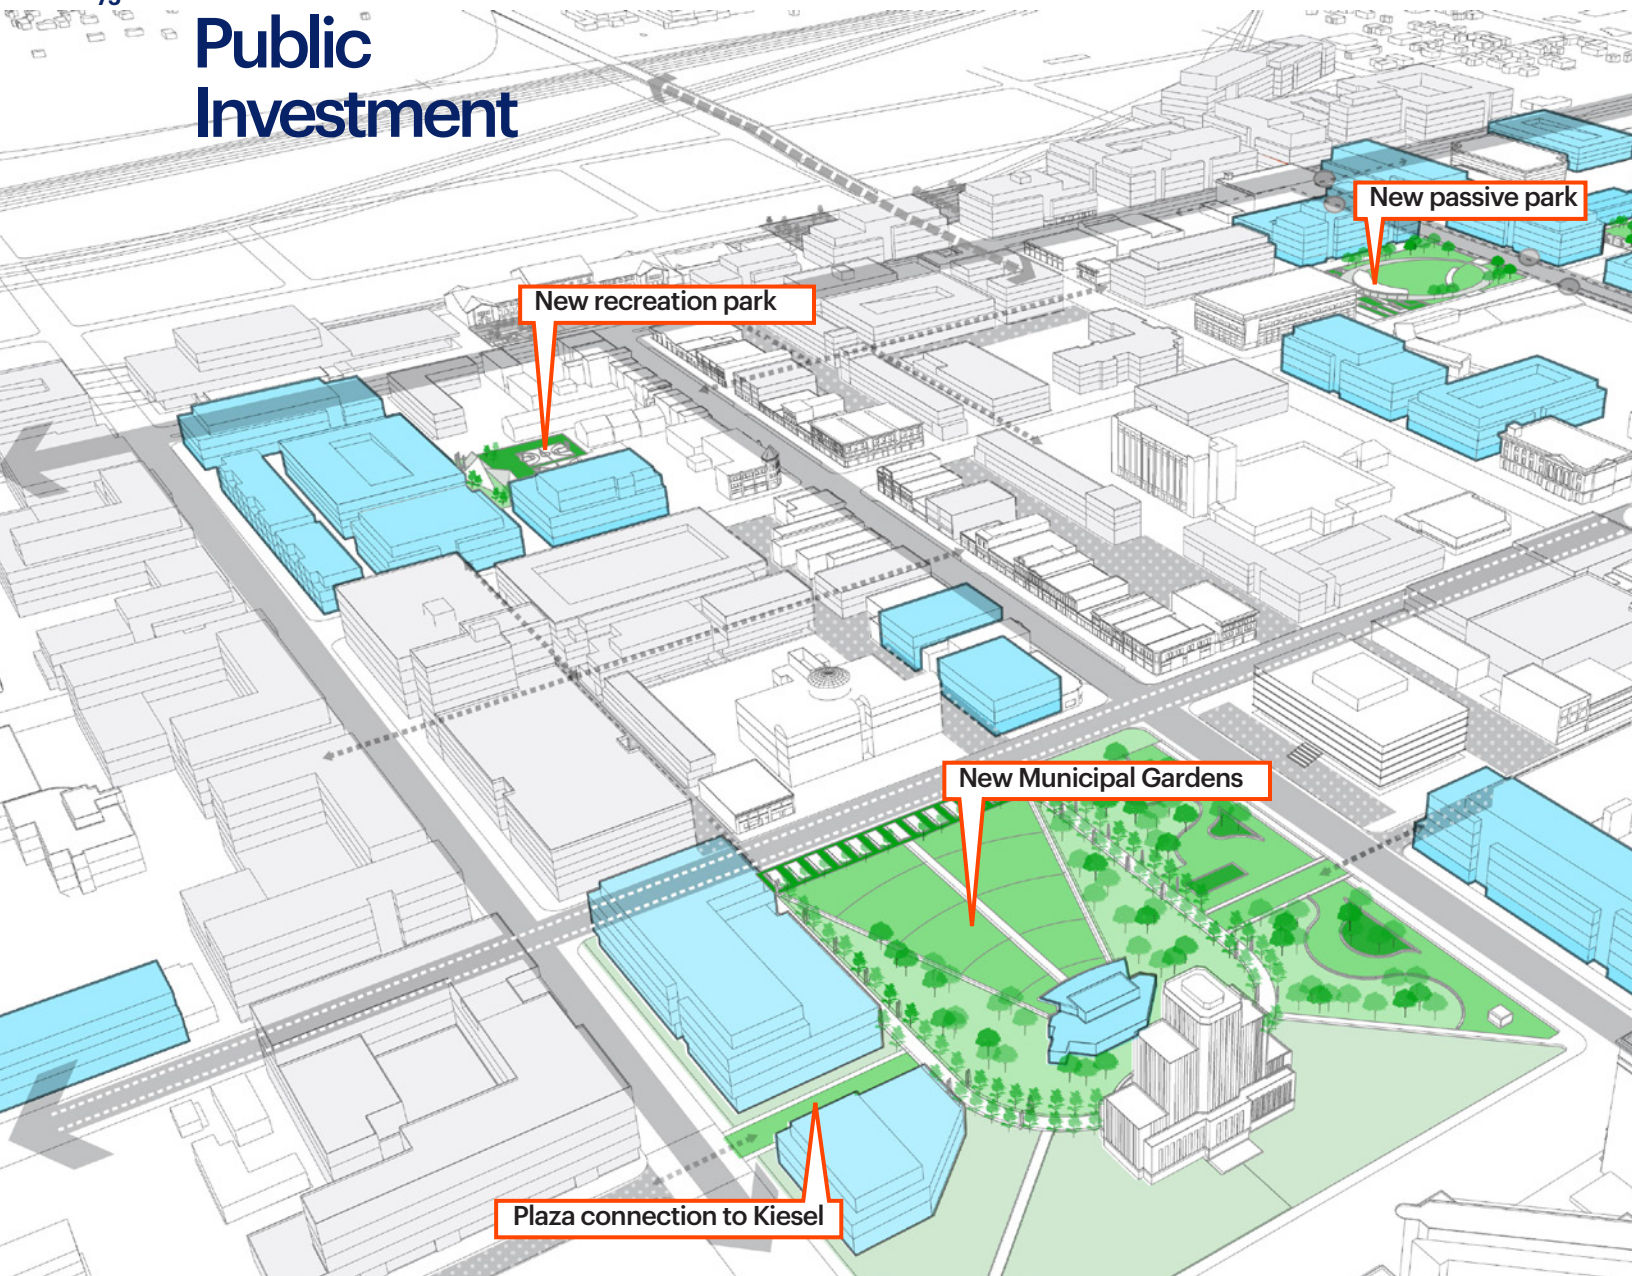 Public
Investment
New passive park
New recreation park
New Municipal Gardens
Plaza connection to Kiesel